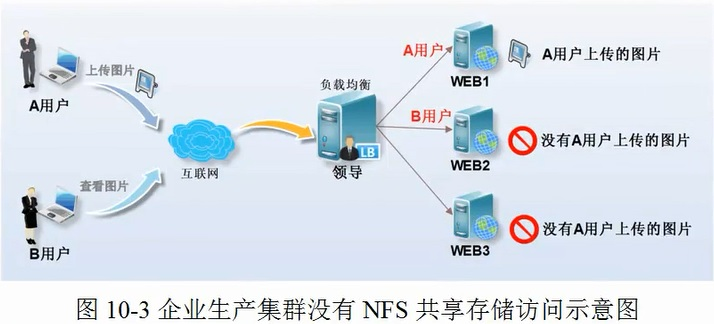 上传图片
A用户
查看图片
B用户
互联网
负载均衡
LB
领导
A用户
B用户
WEB1
A用户上传的图片
WEB2
没有A用户上传的图片
WEB3
没有A用户上传的图片
图 10-3 企业生产集群没有 NFS 共享存储访问示意图